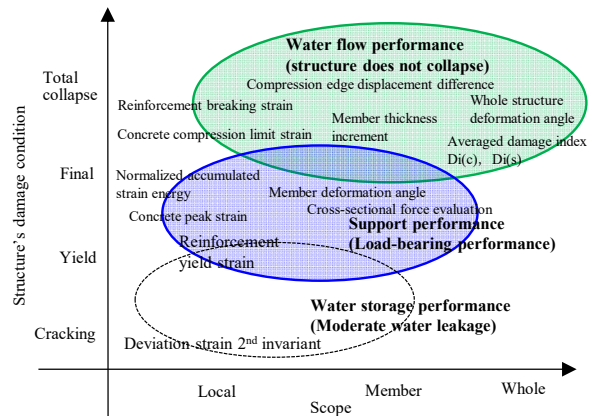 Water flow performance
(structure does not collapse)
Compression edge displacement difference
Total
collapse
Reinforcement breaking strain
Whole structure
deformation angle
Member thickness
increment
Concrete compression limit strain
Averaged damage index
Di(c), Di(s)
Final
Normalized accumulated
strain energy
Member deformation angle
Concrete peak strain
Cross-sectional force evaluation
Support performance
(Load-bearing performance)
Reinforcement
yield strain
Yield
Water storage performance
(Moderate water leakage)
Cracking
Deviation strain 2nd invariant
Structure's damage condition
Local
Member
Whole
Scope